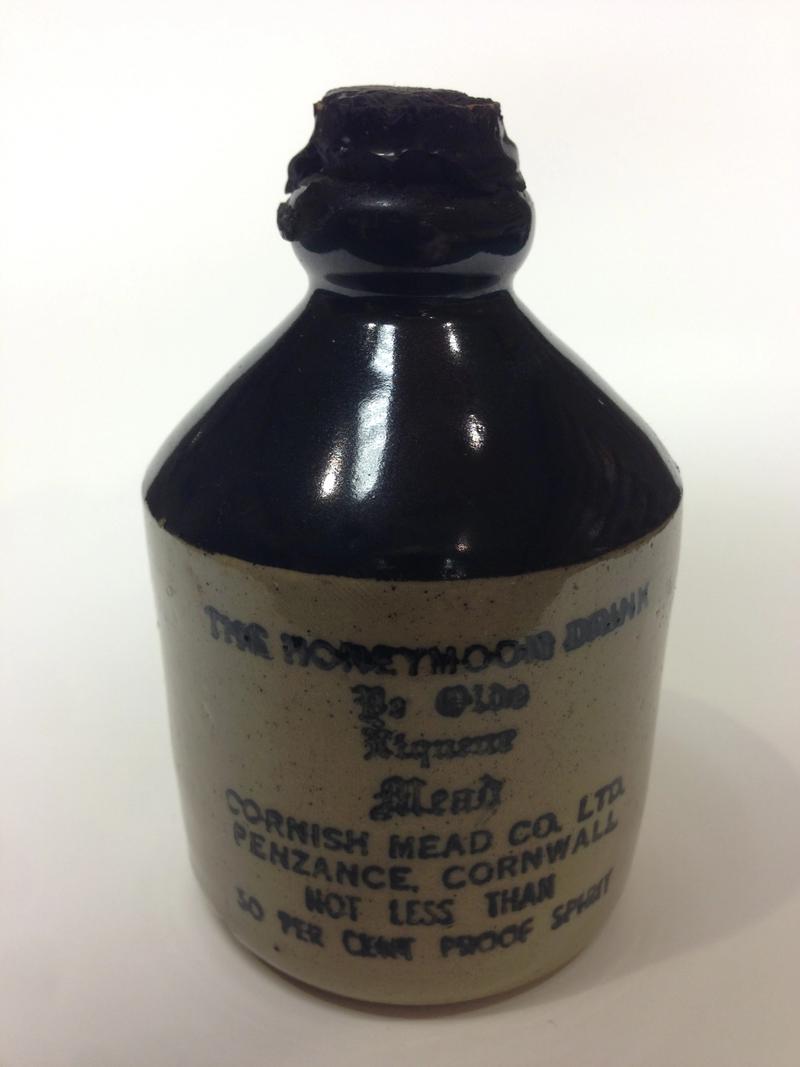 THE HONEYMOON DRINK
Ye Olde
Liqueur
Mead
CORNISH MEAD CO. LTD.
PENZANCE, CORNWALL
NOT LESS THAN
30 PER CENT PROOF SPIRIT